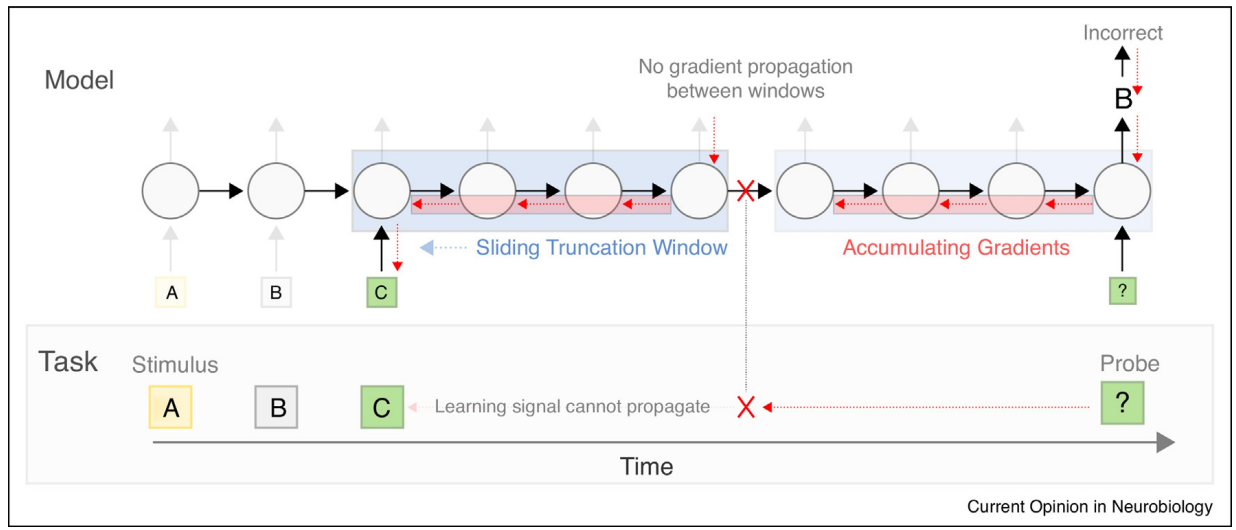 Incorrect
Model
No gradient propagation
between windows
B
Sliding Truncation Window
Accumulating Gradients
A
B
C
?
Task
Stimulus
Probe
A
B
C
Learning signal cannot propagate
?
Time
Current Opinion in Neurobiology